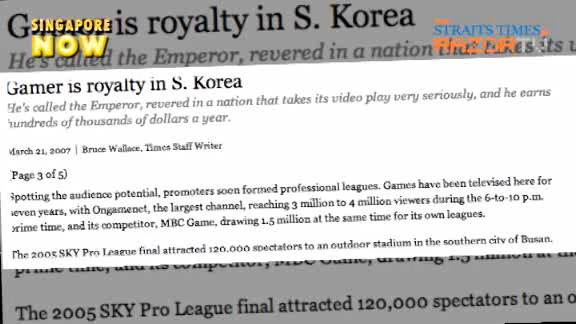 Gamer is royalty in S. Korea
SINGAPORE
NOW
THE STRAITS TIMES
RAZORTV
He's called the Emperor, revered in a nation that takes its v
Gamer is royalty in S. Korea
He's called the Emperor, revered in a nation that takes its video play very seriously, and he earns
hundreds of thousands of dollars a year.
March 21, 2007 | Bruce Wallace, Times Staff Writer
(Page 3 of 5)
Spotting the audience potential, promoters soon formed professional leagues. Games have been televised here for
seven years, with Ongamenet, the largest channel, reaching 3 million to 4 million viewers during the 6-to-10 p.m.
prime time, and its competitor, MBC Game, drawing 1.5 million at the same time for its own leagues.
The 2005 SKY Pro League final attracted 120,000 spectators to an outdoor stadium in the southern city of Busan.
prime time, and its competitor, MBC Game, drawing 1.5 million at the
The 2005 SKY Pro League final attracted 120,000 spectators to an o